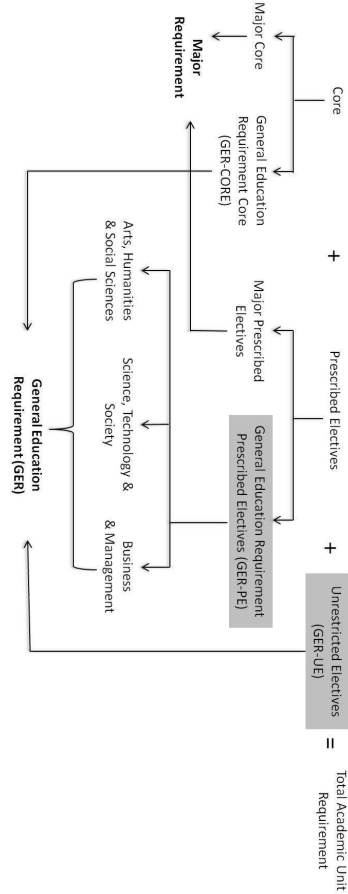 Core
+
Prescribed Electives
+
Unrestricted Electives
(GER-UE)
=
Total Academic Unit
Requirement
Major Core
General Education
Requirement Core
(GER-CORE)
Major Prescribed
Electives
General Education Requirement
Prescribed Electives (GER-PE)
Major
Requirement
Arts, Humanities
& Social Sciences
Science, Technology &
Society
Business
& Management
General Education
Requirement (GER)